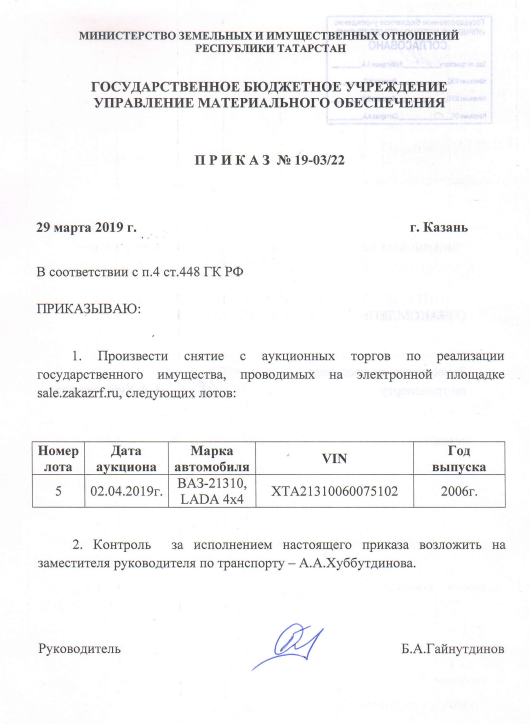 МИНИСТЕРСТВО ЗЕМЕЛЬНЫХ И ИМУЩЕСТВЕННЫХ ОТНОШЕНИЙ
РЕСПУБЛИКИ ТАТАРСТАН
ГОСУДАРСТВЕННОЕ БЮДЖЕТНОЕ УЧРЕЖДЕНИЕ
УПРАВЛЕНИЕ МАТЕРИАЛЬНОГО ОБЕСПЕЧЕНИЯ
СОГЛАСОВАНО
П Р И К А З № 19-03/22
29 марта 2019 г. г. Казань
В соответствии с п.4 ст.448 ГК РФ
ПРИКАЗЫВАЮ:
1. Произвести снятие с аукционных торгов по реализации
государственного имущества, проводимых на электронной площадке
sale.zakazrf.ru, следующих лотов:
Номер лота Дата аукциона Марка автомобиля VIN Год выпуска
5 02.04.2019г. ВАЗ-21310, LADA 4x4 XTA21310060075102 2006г.
2. Контроль за исполнением настоящего приказа возложить на
заместителя руководителя по транспорту – А.А.Хуббутдинова.
Руководитель Б.А.Гайнутдинов